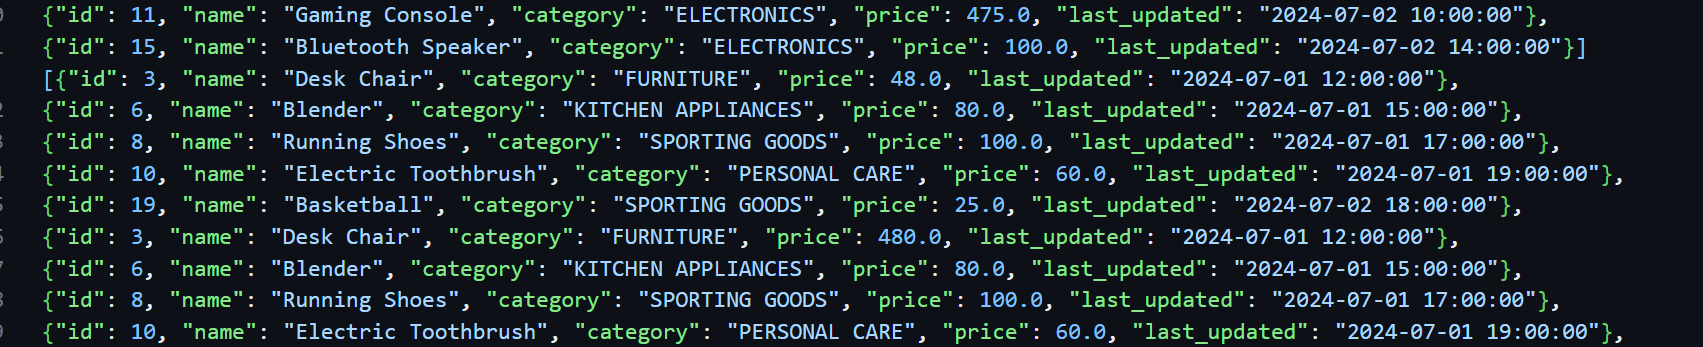 {"id": 11, "name": "Gaming Console", "category": "ELECTRONICS", "price": 475.0, "last_updated": "2024-07-02 10:00:00"},
{"id": 15, "name": "Bluetooth Speaker", "category": "ELECTRONICS", "price": 100.0, "last_updated": "2024-07-02 14:00:00"}]
[{"id": 3, "name": "Desk Chair", "category": "FURNITURE", "price": 48.0, "last_updated": "2024-07-01 12:00:00"},
{"id": 6, "name": "Blender", "category": "KITCHEN APPLIANCES", "price": 80.0, "last_updated": "2024-07-01 15:00:00"},
{"id": 8, "name": "Running Shoes", "category": "SPORTING GOODS", "price": 100.0, "last_updated": "2024-07-01 17:00:00"},
{"id": 10, "name": "Electric Toothbrush", "category": "PERSONAL CARE", "price": 60.0, "last_updated": "2024-07-01 19:00:00"},
{"id": 19, "name": "Basketball", "category": "SPORTING GOODS", "price": 25.0, "last_updated": "2024-07-02 18:00:00"},
{"id": 3, "name": "Desk Chair", "category": "FURNITURE", "price": 480.0, "last_updated": "2024-07-01 12:00:00"},
{"id": 6, "name": "Blender", "category": "KITCHEN APPLIANCES", "price": 80.0, "last_updated": "2024-07-01 15:00:00"},
{"id": 8, "name": "Running Shoes", "category": "SPORTING GOODS", "price": 100.0, "last_updated": "2024-07-01 17:00:00"},
{"id": 10, "name": "Electric Toothbrush", "category": "PERSONAL CARE", "price": 60.0, "last_updated": "2024-07-01 19:00:00"},